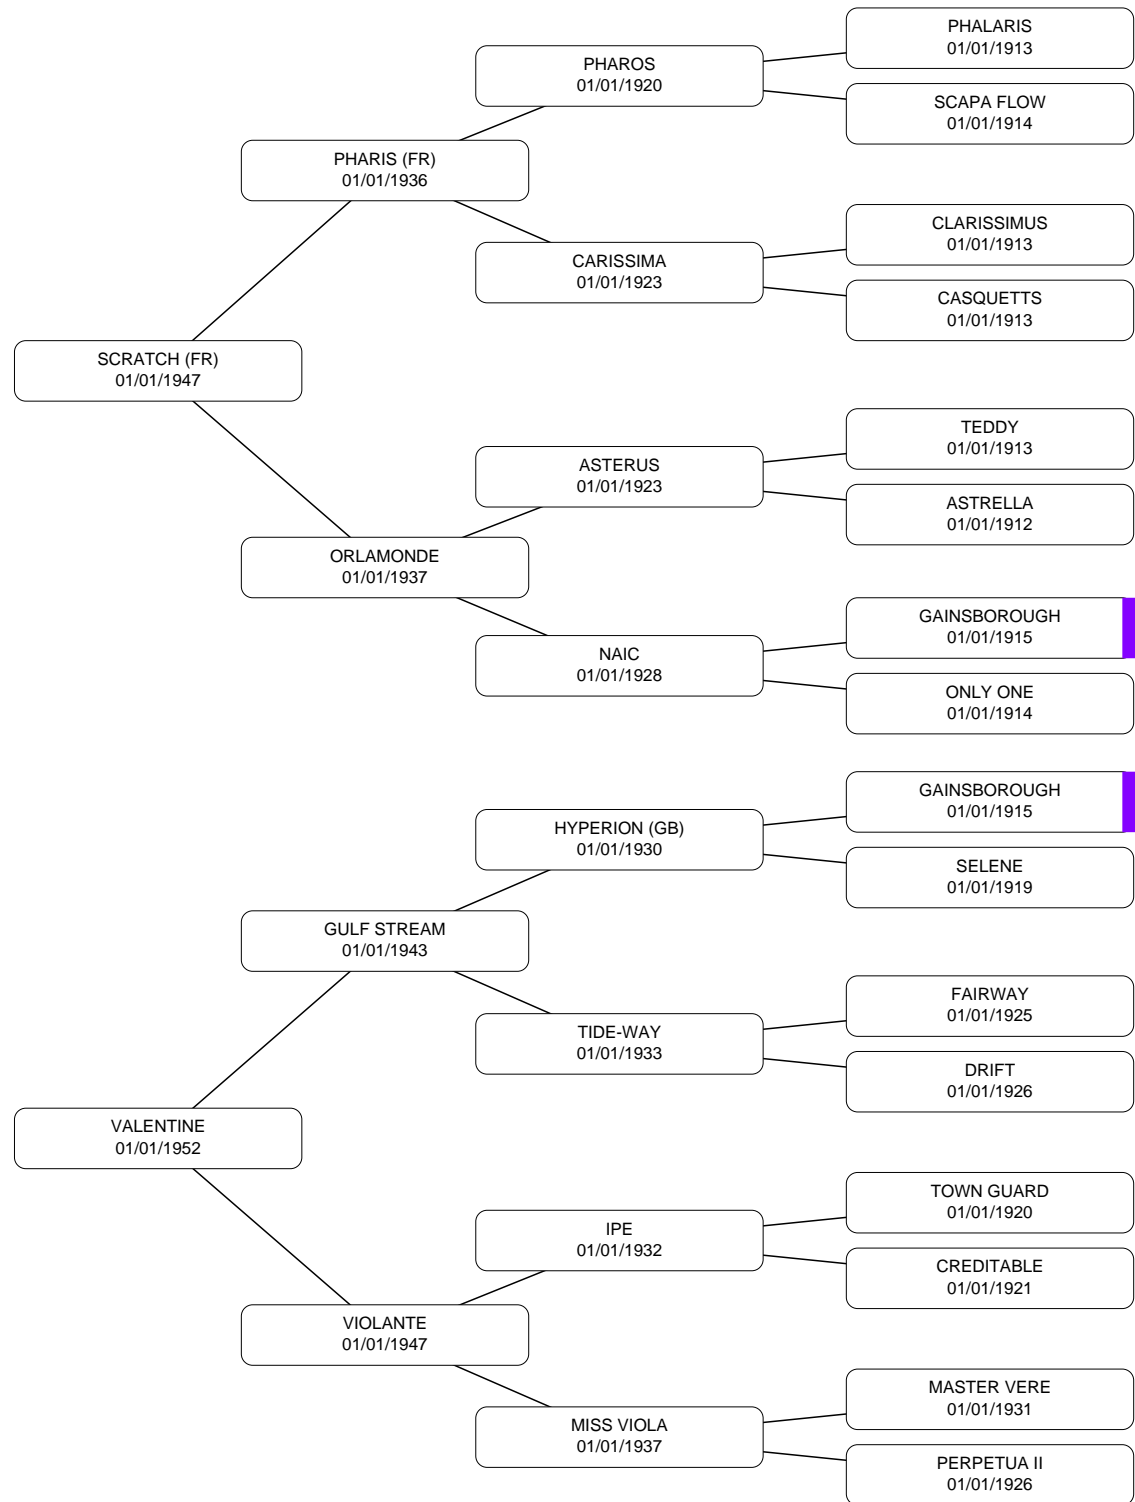 PHALARIS
01/01/1913
PHAROS
01/01/1920
SCAPA FLOW
01/01/1914
PHARIS (FR)
01/01/1936
CLARISSIMUS
01/01/1913
CARISSIMA
01/01/1923
CASQUETTS
01/01/1913
SCRATCH (FR)
01/01/1947
TEDDY
01/01/1913
ASTERUS
01/01/1923
ASTRELLA
01/01/1912
ORLAMONDE
01/01/1937
GAINSBOROUGH
01/01/1915
NAIC
01/01/1928
ONLY ONE
01/01/1914
GAINSBOROUGH
01/01/1915
HYPERION (GB)
01/01/1930
SELENE
01/01/1919
GULF STREAM
01/01/1943
FAIRWAY
01/01/1925
TIDE-WAY
01/01/1933
DRIFT
01/01/1926
VALENTINE
01/01/1952
TOWN GUARD
01/01/1920
IPE
01/01/1932
CREDITABLE
01/01/1921
VIOLANTE
01/01/1947
MASTER VERE
01/01/1931
MISS VIOLA
01/01/1937
PERPETUA II
01/01/1926